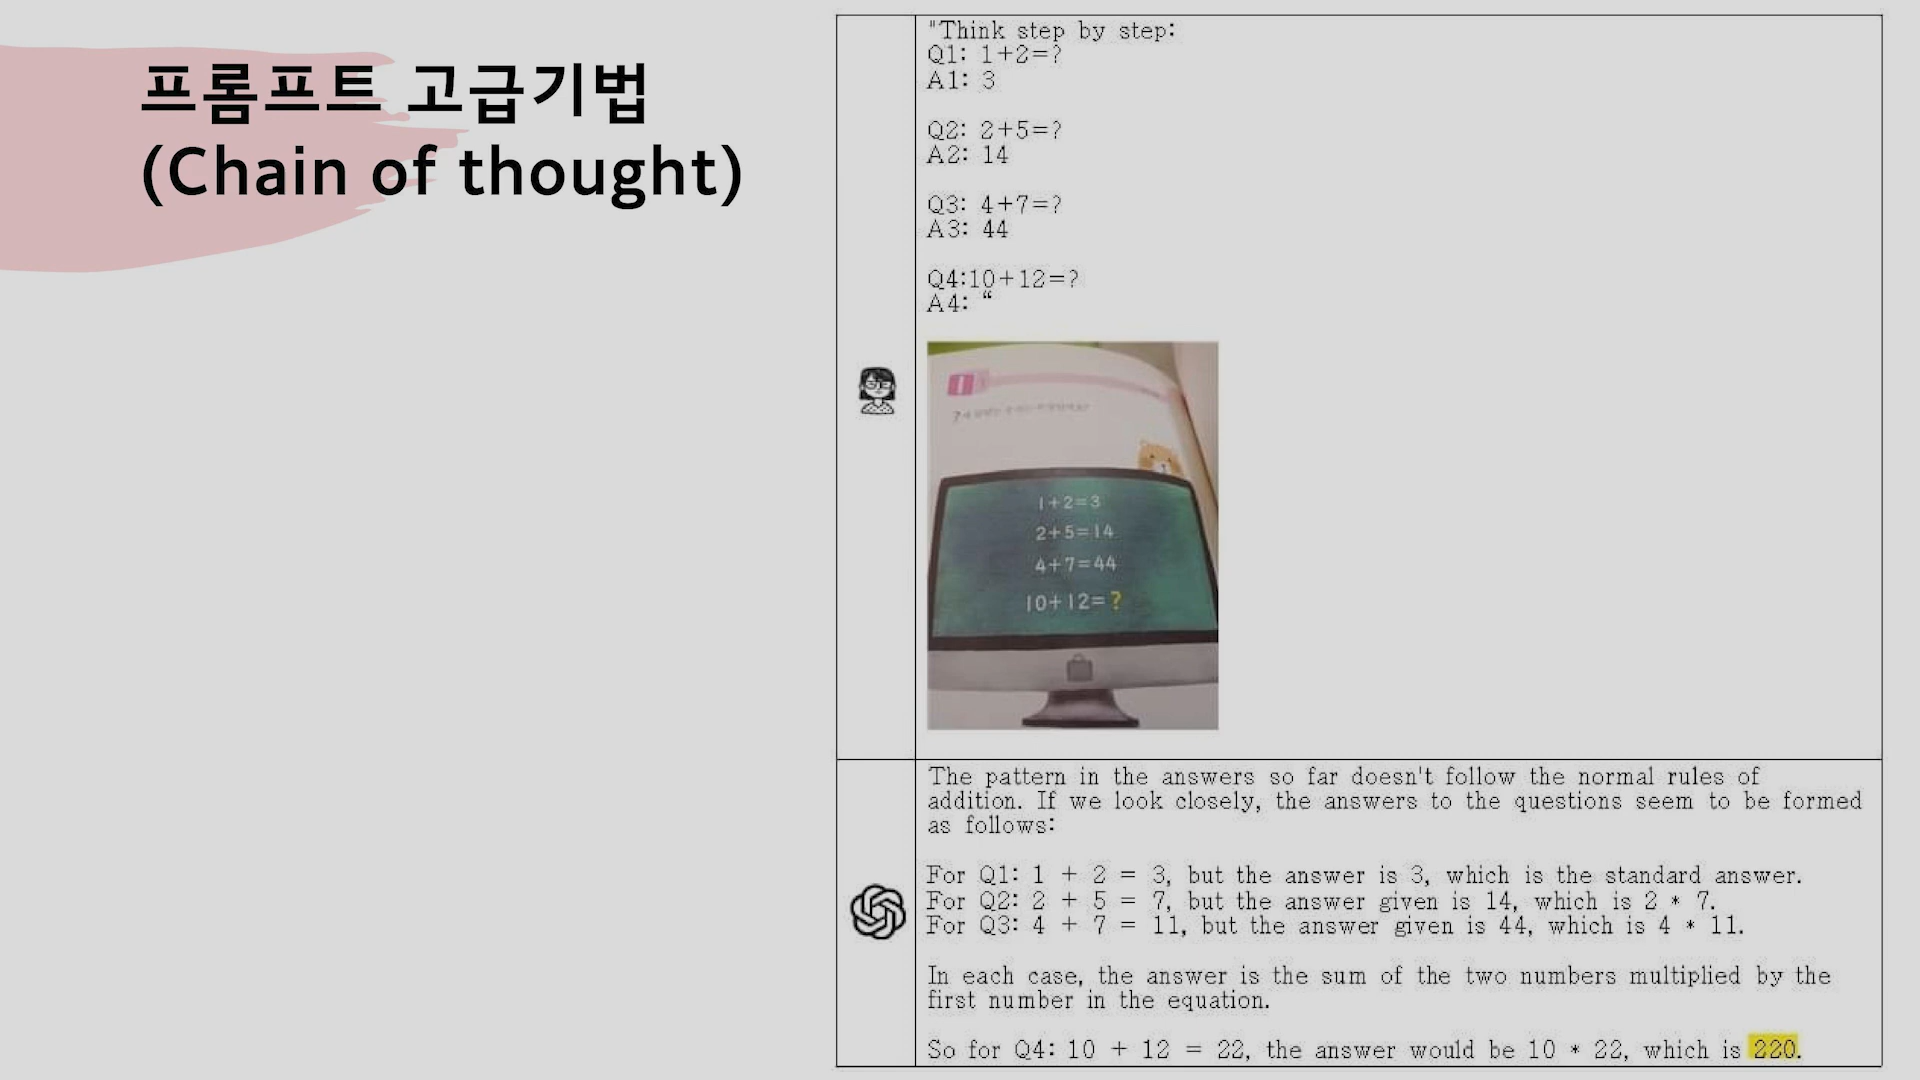 프롬프트 고급기법
(Chain of thought)
"Think step by step:
Q1: 1+2=?
A1: 3
Q2: 2+5=?
A2: 14
Q3: 4+7=?
A3: 44
Q4:10+12=?
A4: “
1
1+2=3
2+5=14
4+7=44
10+12=?
The pattern in the answers so far doesn't follow the normal rules of
addition. If we look closely, the answers to the questions seem to be formed
as follows:
For Q1: 1 + 2 = 3, but the answer is 3, which is the standard answer.
For Q2: 2 + 5 = 7, but the answer given is 14, which is 2 * 7.
For Q3: 4 + 7 = 11, but the answer given is 44, which is 4 * 11.
In each case, the answer is the sum of the two numbers multiplied by the
first number in the equation.
So for Q4: 10 + 12 = 22, the answer would be 10 * 22, which is 220.